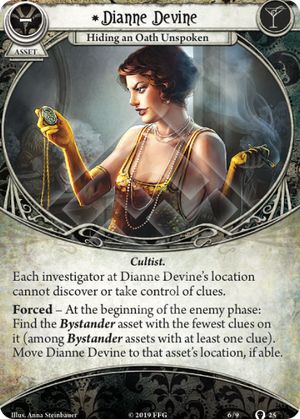 *Dianne Devine
ASSET
Hiding an Oath Unspoken
Cultist.
Each investigator at Dianne Devine's location
cannot discover or take control of clues.
Forced – At the beginning of the enemy phase:
Find the Bystander asset with the fewest clues on
it (among Bystander assets with at least one clue).
Move Dianne Devine to that asset's location, if able.
Illus. Anna Steinbauer
© 2019 FFG
6/9
25